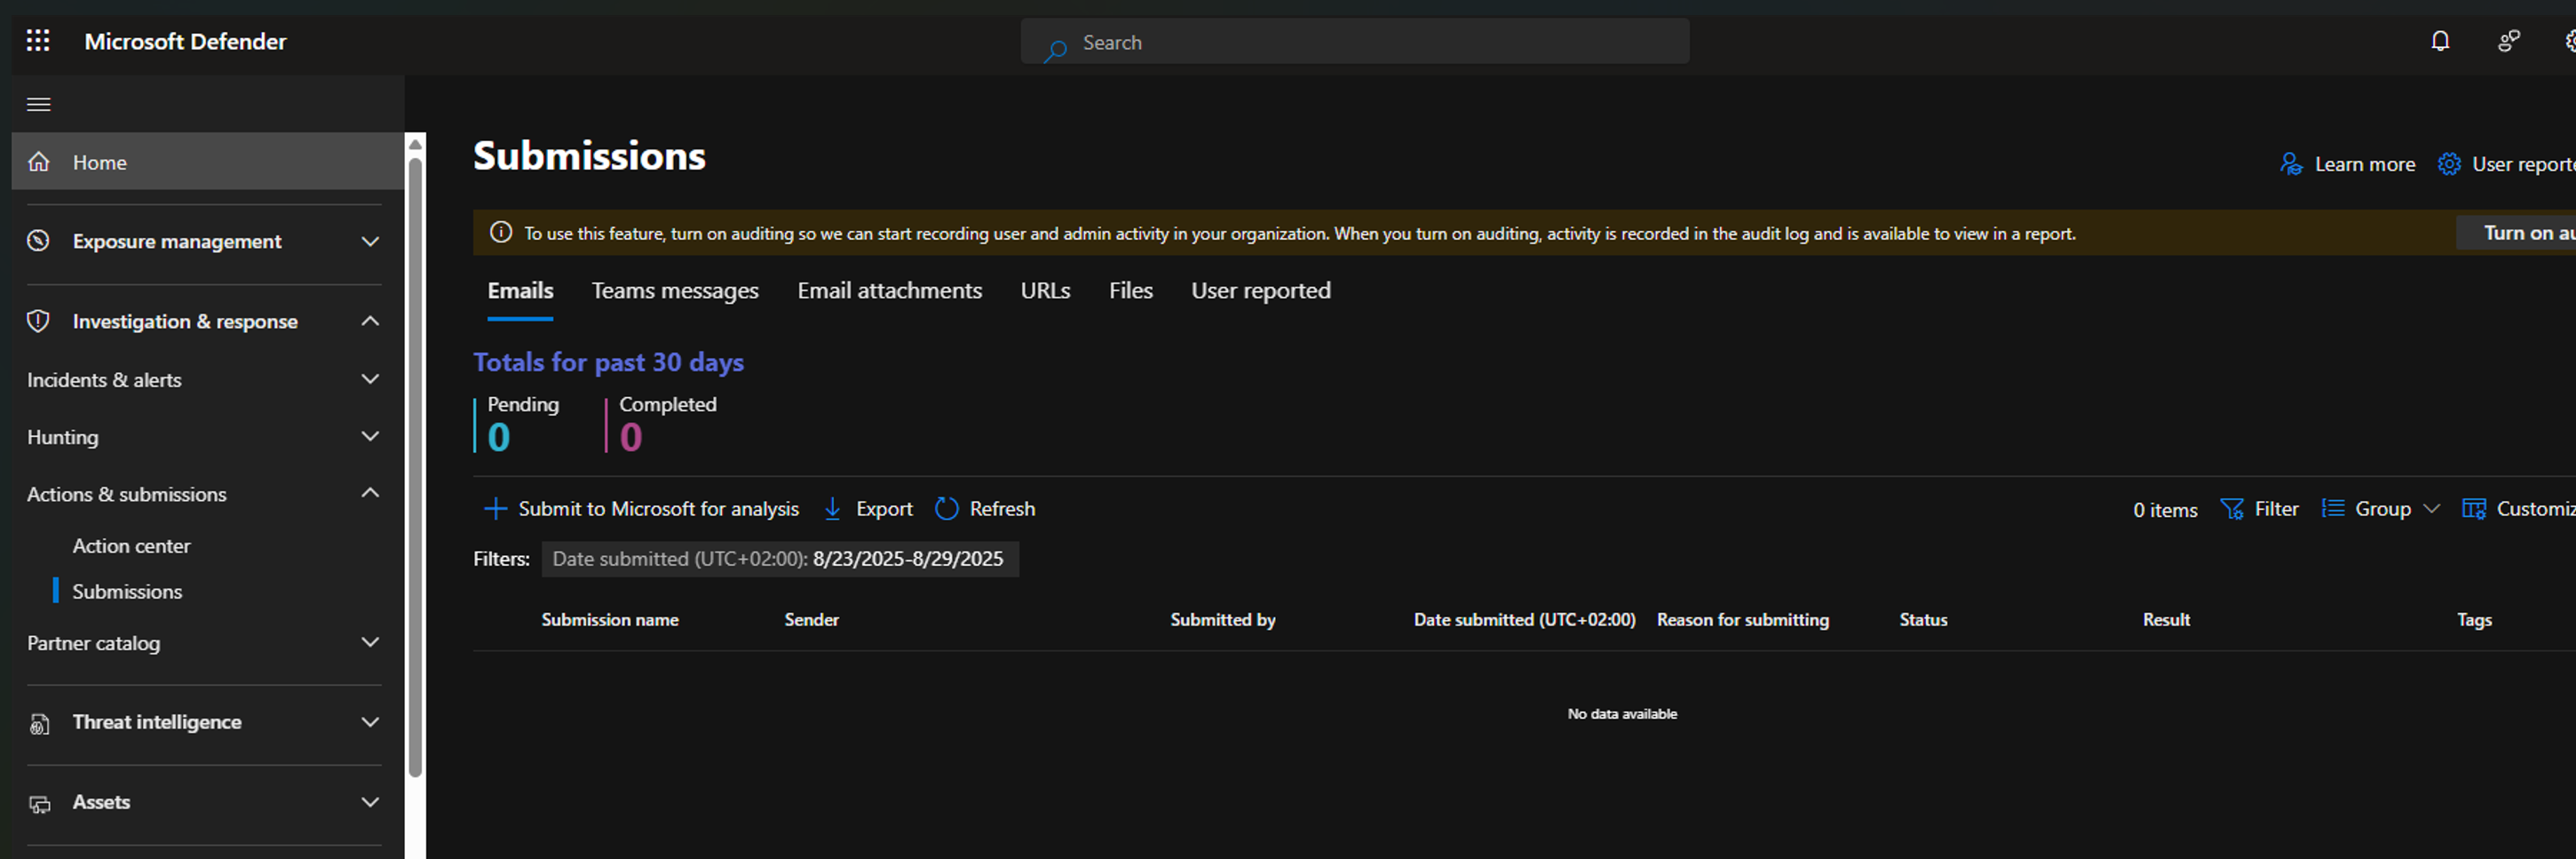 Microsoft Defender
Search
Home
Exposure management
Investigation & response
Incidents & alerts
Hunting
Actions & submissions
Action center
Submissions
Partner catalog
Threat intelligence
Assets
Submissions
Learn more
User reporte
To use this feature, turn on auditing so we can start recording user and admin activity in your organization. When you turn on auditing, activity is recorded in the audit log and is available to view in a report.
Turn on au
Emails Teams messages Email attachments URLs Files User reported
Totals for past 30 days
Pending Completed
0 0
Submit to Microsoft for analysis Export Refresh 0 items Filter Group Customiz
Filters: Date submitted (UTC+02:00): 8/23/2025-8/29/2025
Submission name Sender Submitted by Date submitted (UTC+02:00) Reason for submitting Status Result Tags
No data available